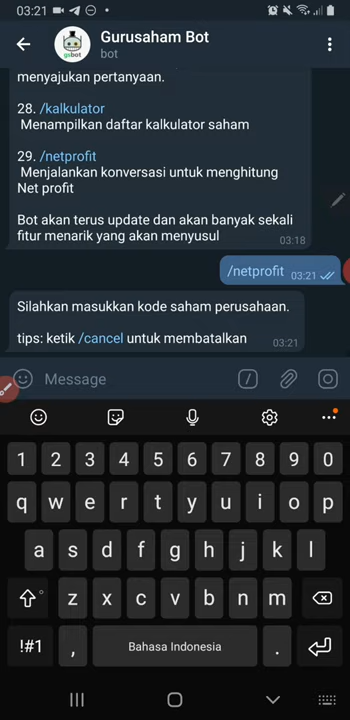 03:21
Gurusaham Bot
bot
gsbot
menyajukan pertanyaan.
28. /kalkulator
Menampilkan daftar kalkulator saham
29. /netprofit
Menjalankan konversasi untuk menghitung
Net profit
Bot akan terus update dan akan banyak sekali
fitur menarik yang akan menyusul
03:18
/netprofit 03:21
Silahkan masukkan kode saham perusahaan.
tips: ketik /cancel untuk membatalkan
03:21
Message
1 2 3 4 5 6 7 8 9 0
q w e r t y u i o p
a s d f g h j k l
z x c v b n m
!#1 , Bahasa Indonesia .